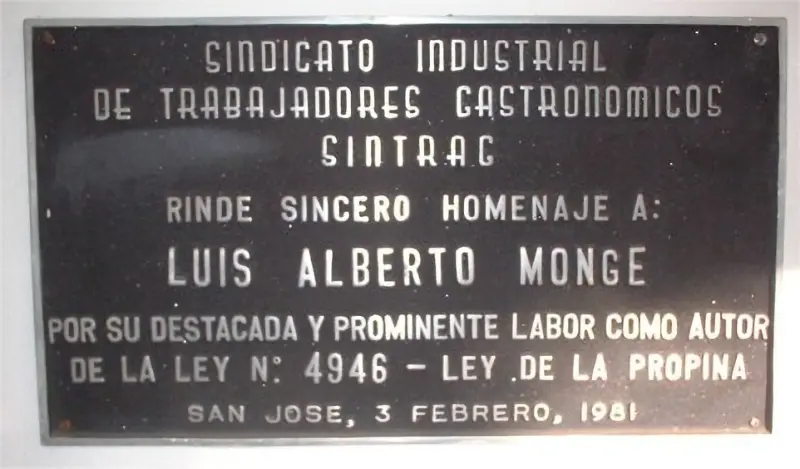 SINDICATO INDUSTRIAL
DE TRABAJADORES GASTRONOMICOS
SINTRAG
RINDE SINCERO HOMENAJE A:
LUIS ALBERTO MONGE
POR SU DESTACADA Y PROMINENTE LABOR COMO AUTOR
DE LA LEY Nº 4946 - LEY .DE LA PROPINA
SAN JOSE, 3 FEBRERO, 1981